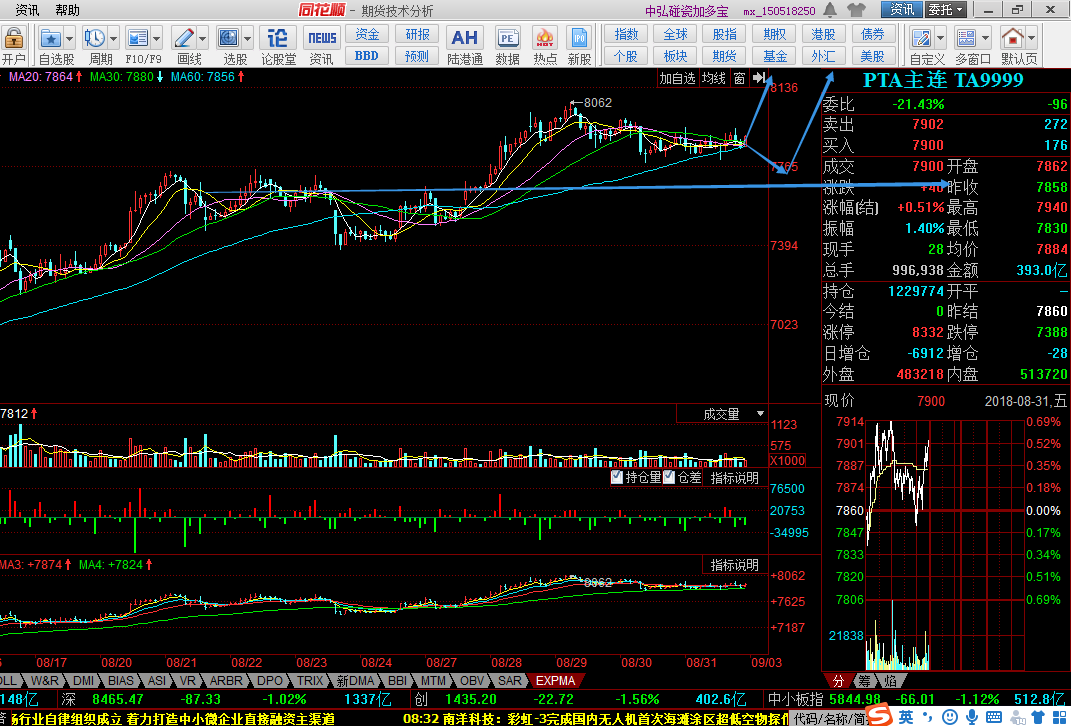 资讯 帮助 同花顺 - 期货技术分析 中弘碰瓷加多宝 mx_150518250 资讯 委托
开户 自选股 周期 F10/F9 画线 选股 论 论股堂 NEWS 资讯 资金 BBD 研报 预测 AH 陆港通 PE 数据 HOT 热点 IPO 新股 指数 个股 全球 板块 股指 期货 期权 基金 港股 外汇 债券 美股 自定义 多窗口 默认页
MA20: 7864 MA30: 7880 MA60: 7856 加自选 均线 窗
8136
8062
7765
7394
7023
7812 成交量
1123
575
X1000
持仓量 仓差 指标说明
76500
20753
-34995
MA3: +7874 MA4: +7824 指标说明
+8062
8062
+7625
+7187
08/17 08/20 08/21 08/22 08/23 08/24 08/27 08/28 08/29 08/30 08/31 09/03
W&R DMI BIAS ASI VR ARBR DPO TRIX 新DMA BBI MTM OBV SAR EXPMA
PTA主连 TA9999
委比 -21.43% -96
卖出 7902 272
买入 7900 176
成交 7900 开盘 7862
涨跌 +40 昨收 7858
涨幅(结) +0.51% 最高 7940
振幅 1.40% 最低 7830
现手 28 均价 7884
总手 996,938 金额 393.0亿
持仓 1229774 开平 -
今结 0 昨结 7860
涨停 8332 跌停 7388
日增仓 -6912 增仓 -28
外盘 483218 内盘 513720
现价 7900 2018-08-31,五
7914 0.69%
7901 0.52%
7887 0.35%
7874 0.18%
7860 0.00%
7847 0.17%
7833 0.34%
7820 0.51%
7806 0.69%
21838
分 筹 焰
148亿 深 8465.47 -87.33 -1.02% 1337亿 创 1435.20 -22.72 -1.56% 402.6亿 中小板指 5844.98 -66.01 -1.12% 512.8亿
行业自律组织成立 着力打造中小微企业直接融资主渠道 08:32 南洋科技：彩虹-3完成国内无人机首次海滩涂区超低空物探作 代码/名称/简 英